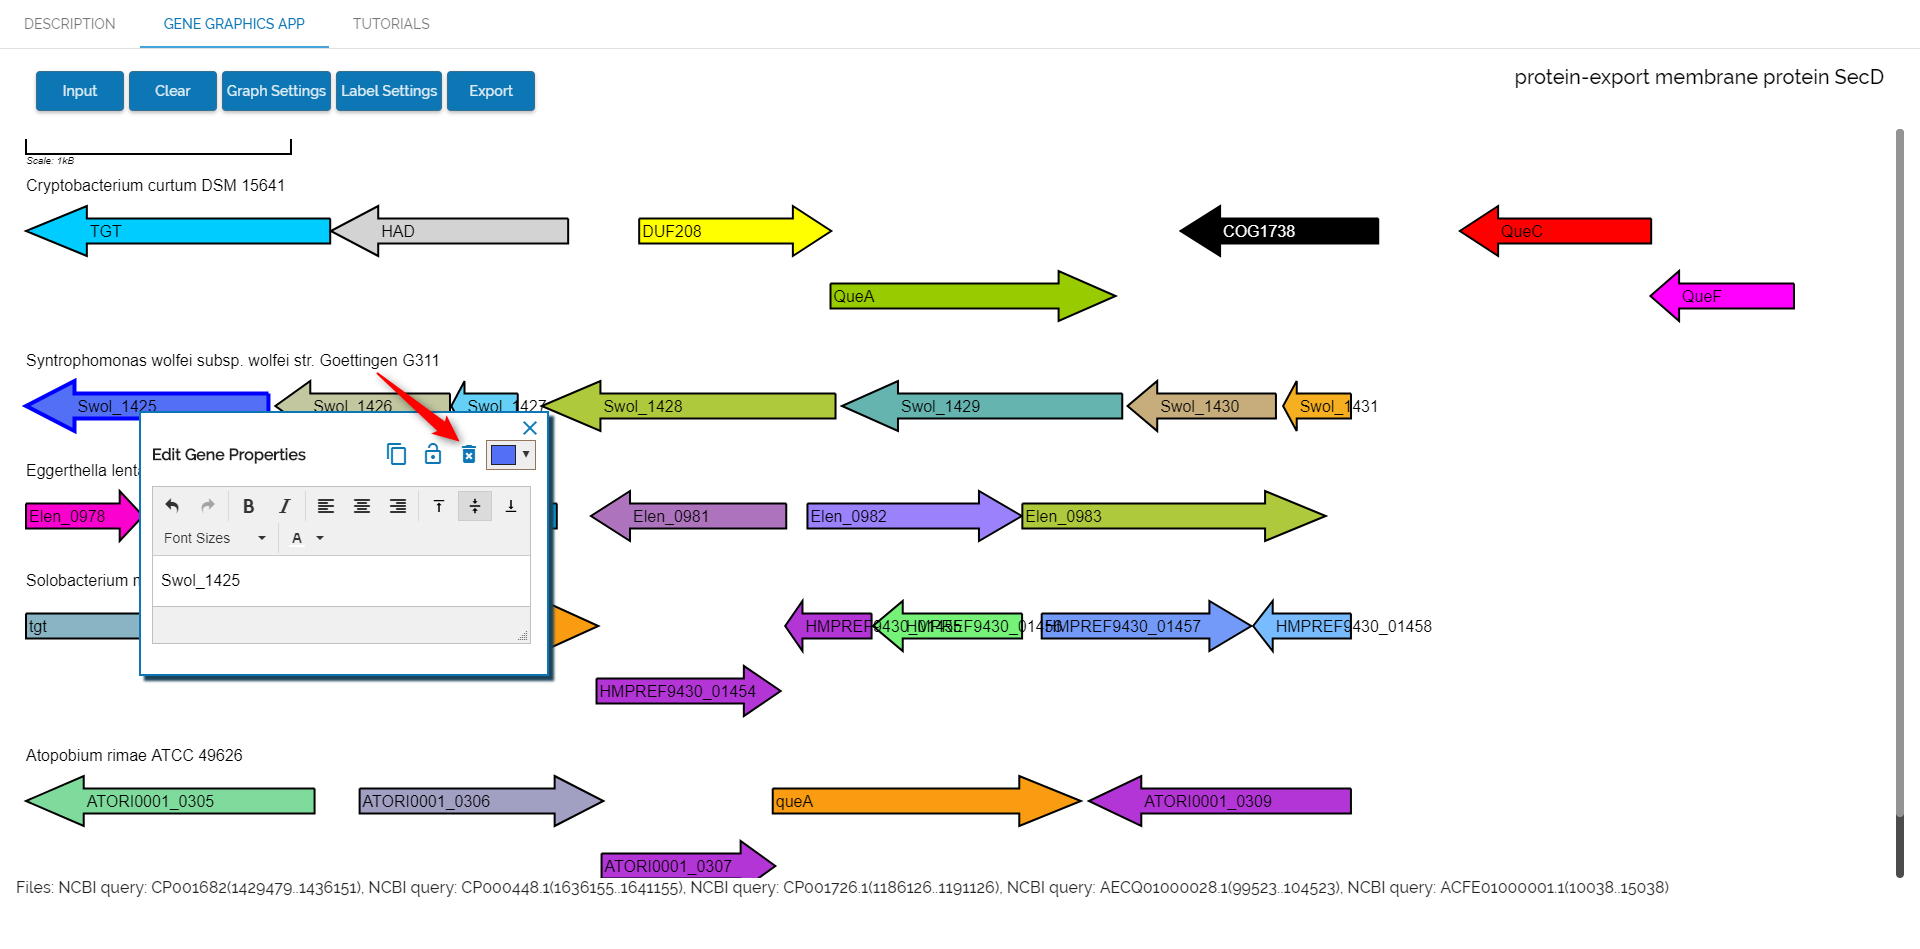 DESCRIPTION GENE GRAPHICS APP TUTORIALS
Input Clear Graph Settings Label Settings Export
protein-export membrane protein SecD
Scale: 1kB
Cryptobacterium curtum DSM 15641
TGT HAD DUF208 COG1738 QueC
QueA QueF
Syntrophomonas wolfei subsp. wolfei str. Goettingen G311
Swol_1425 Swol_1426 Swol_1427 Swol_1428 Swol_1429 Swol_1430 Swol_1431
Edit Gene Properties
B I
Font Sizes A
Swol_1425
Eggerthella lenta
Elen_0978 Elen_0981 Elen_0982 Elen_0983
Solobacterium
tgt HMPREF9430_01455 HMPREF9430_01456 HMPREF9430_01457 HMPREF9430_01458
HMPREF9430_01454
Atopobium rimae ATCC 49626
ATORI0001_0305 ATORI0001_0306 queA ATORI0001_0309
ATORI0001_0307
Files: NCBI query: CP001682(1429479..1436151), NCBI query: CP000448.1(1636155..1641155), NCBI query: CP001726.1(1186126..1191126), NCBI query: AECQ01000028.1(99523..104523), NCBI query: ACFE01000001.1(10038..15038)